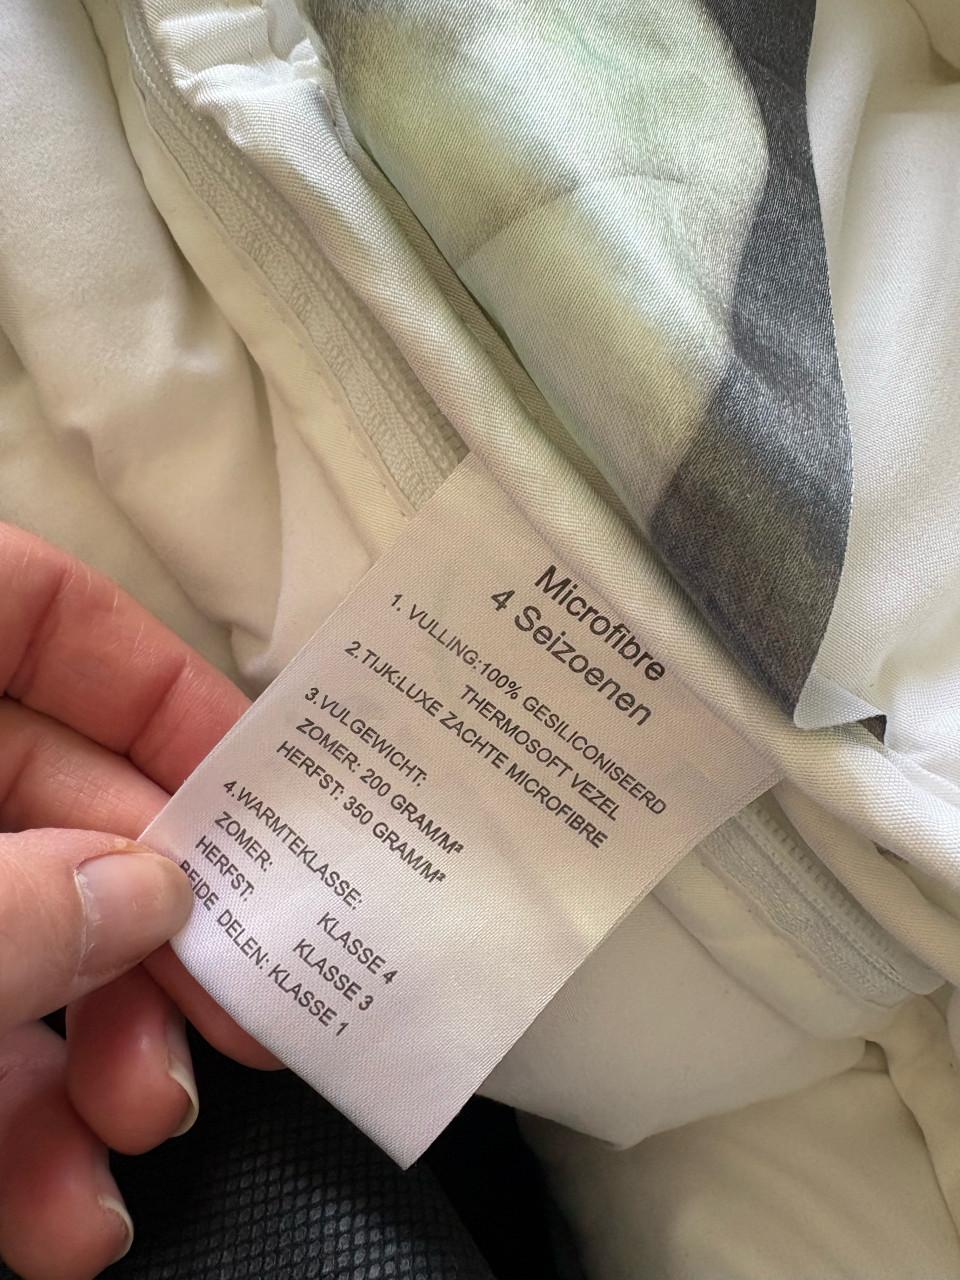 Microfibre
4 Seizoenen
1. VULLING:100% GESILICONISEERD
THERMOSOFT VEZEL
2.TIJK:LUXE ZACHTE MICROFIBRE
3.VULGEWICHT:
ZOMER: 200 GRAM/M²
HERFST: 350 GRAM/M²
4.WARMTEKLASSE:
ZOMER: KLASSE 4
HERFST: KLASSE 3
BEIDE DELEN: KLASSE 1